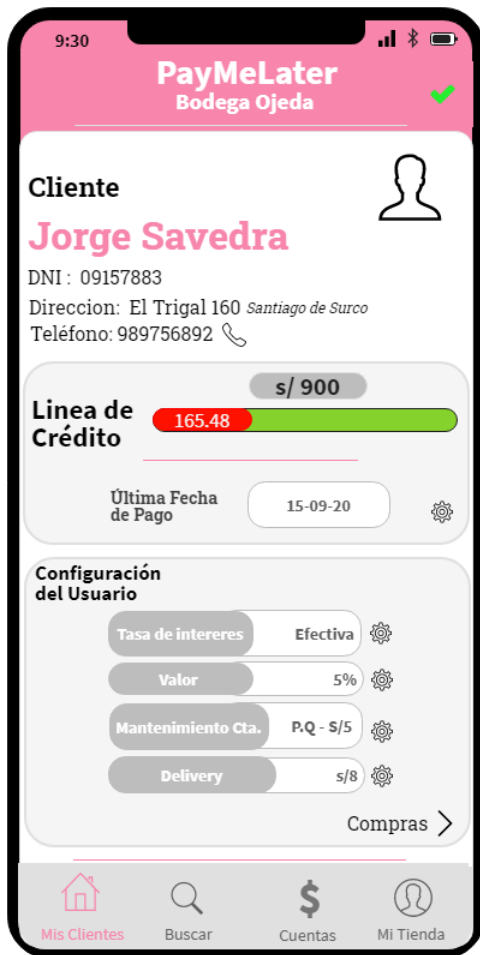 9:30
PayMeLater
Bodega Ojeda
Cliente
Jorge Savedra
DNI : 09157883
Direccion: El Trigal 160 Santiago de Surco
Teléfono: 989756892
s/ 900
Linea de
Crédito
165.48
Última Fecha
de Pago
15-09-20
Configuración
del Usuario
Tasa de intereres Efectiva
Valor 5%
Mantenimiento Cta. P.Q - S/5
Delivery s/8
Compras
Mis Clientes Buscar Cuentas Mi Tienda